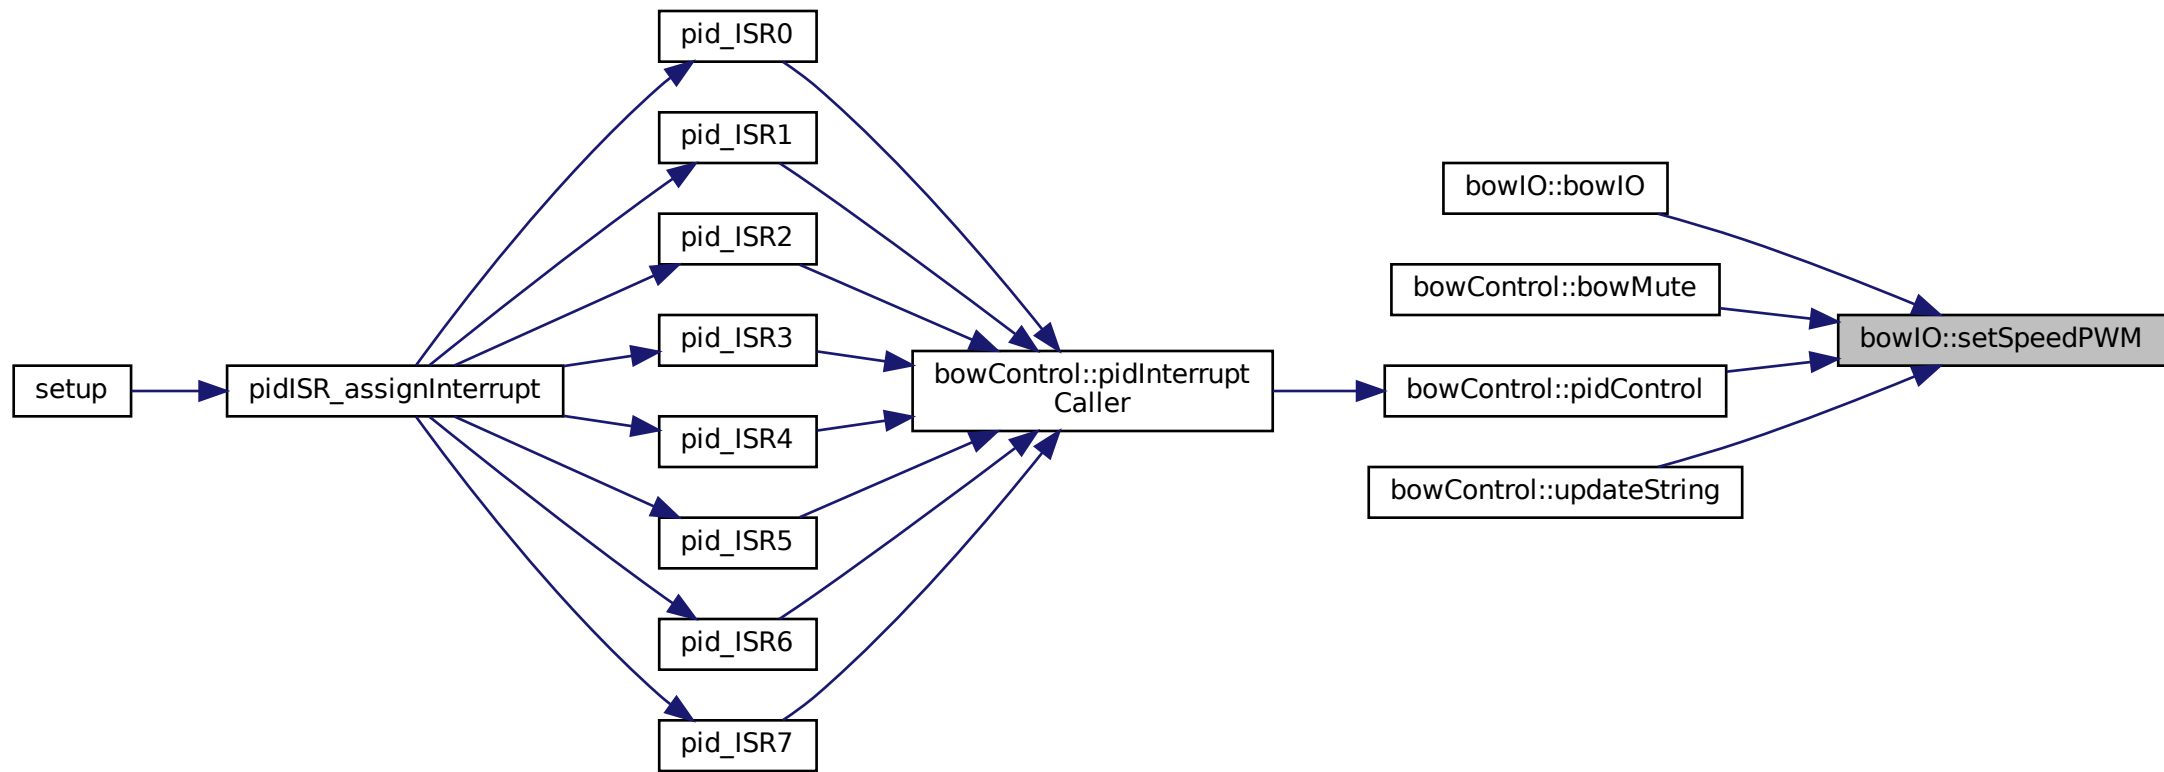 setup
pidISR_assignInterrupt
pid_ISR0
pid_ISR1
pid_ISR2
pid_ISR3
pid_ISR4
pid_ISR5
pid_ISR6
pid_ISR7
bowControl::pidInterrupt
Caller
bowIO::bowIO
bowControl::bowMute
bowControl::pidControl
bowControl::updateString
bowIO::setSpeedPWM